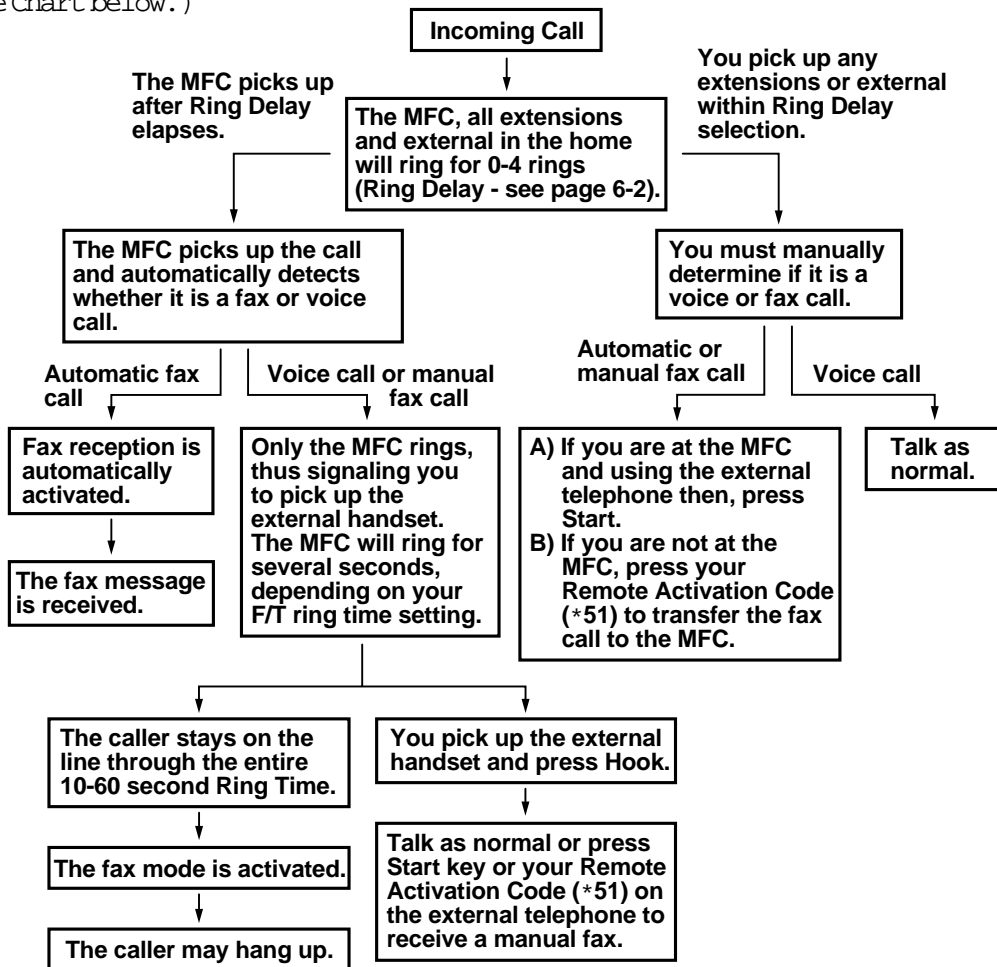 e Chart below.)
Incoming Call
The MFC picks up
after Ring Delay
elapses.
You pick up any
extensions or external
within Ring Delay
selection.
The MFC, all extensions
and external in the home
will ring for 0-4 rings
(Ring Delay - see page 6-2).
The MFC picks up the call
and automatically detects
whether it is a fax or voice
call.
You must manually
determine if it is a
voice or fax call.
Automatic fax
call
Voice call or manual
fax call
Automatic or
manual fax call
Voice call
Fax reception is
automatically
activated.
Only the MFC rings,
thus signaling you
to pick up the
external handset.
The MFC will ring for
several seconds,
depending on your
F/T ring time setting.
A) If you are at the MFC
and using the external
telephone then, press
Start.
B) If you are not at the
MFC, press your
Remote Activation Code
(*51) to transfer the fax
call to the MFC.
Talk as
normal.
The fax message
is received.
The caller stays on the
line through the entire
10-60 second Ring Time.
You pick up the external
handset and press Hook.
The fax mode is activated.
Talk as normal or press
Start key or your Remote
Activation Code (*51) on
the external telephone to
receive a manual fax.
The caller may hang up.